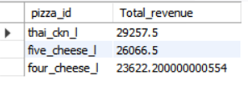 pizza_id Total_revenue
thai_ckn_l 29257.5
five_cheese_l 26066.5
four_cheese_l 23622.200000000554